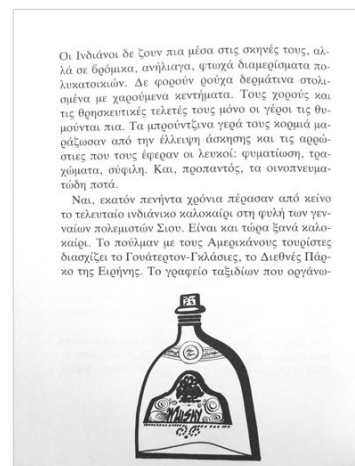 Οι Ινδιάνοι δε ζουν πια μέσα στις σκηνές τους, αλ-
λά σε βρόμικα, ανήλιαγα, φτωχά διαμερίσματα πο-
λυκατοικιών. Δε φορούν ρούχα δερμάτινα στολι-
σμένα με χαρούμενα κεντήματα. Τους χορούς και
τις θρησκευτικές τελετές τους μόνο οι γέροι τις θυ-
μούνται πια. Τα μπρούντζινα γερά τους κορμιά μα-
ράζωσαν από την έλλειψη άσκησης και τις αρρώ-
στιες που τους έφεραν οι λευκοί: φυματίωση, τρα-
χώματα, σύφιλη. Και, προπαντός, τα οινοπνευμα-
τώδη ποτά.
Ναι, εκατόν πενήντα χρόνια πέρασαν από κείνο
το τελευταίο ινδιάνικο καλοκαίρι στη φυλή των γεν-
ναίων πολεμιστών Σιου. Είναι και τώρα ξανά καλο-
καίρι. Το πούλμαν με τους Αμερικάνους τουρίστες
διασχίζει το Γουάτερτον-Γκλάσιες, το Διεθνές Πάρ-
κο της Ειρήνης. Το γραφείο ταξιδίων που οργάνω-
WHISKY